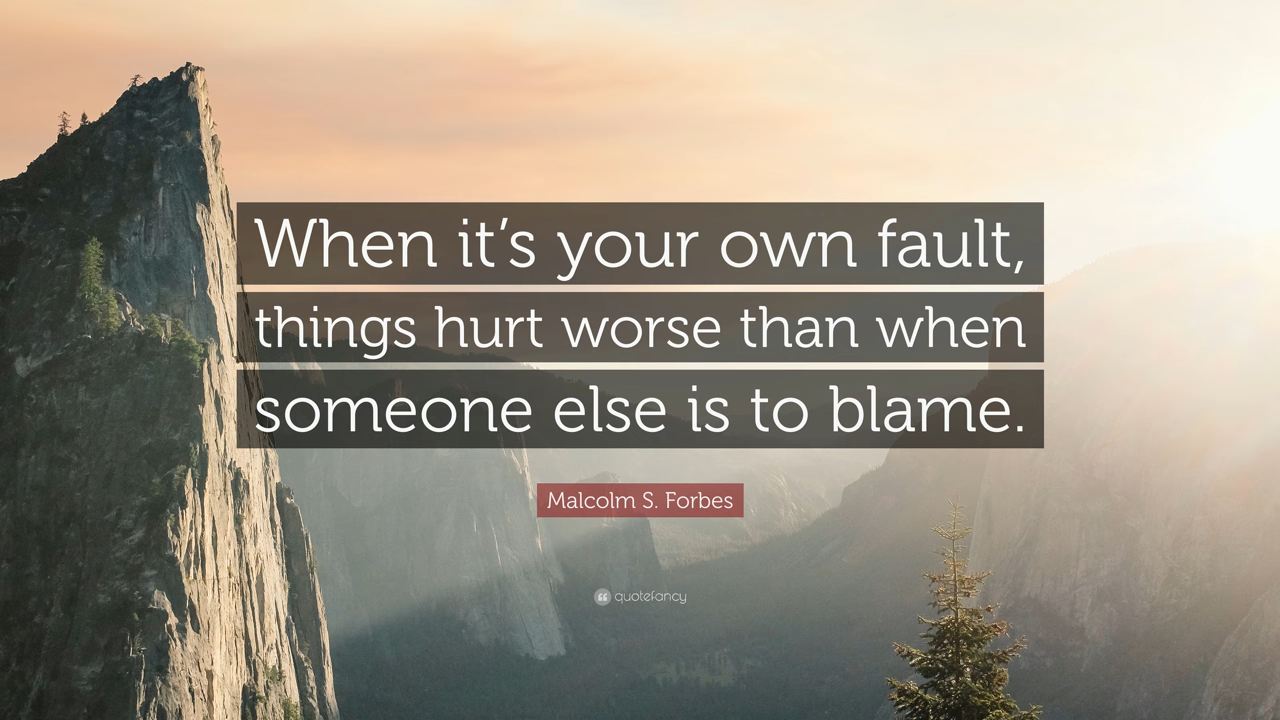 When it’s your own fault,
things hurt worse than when
someone else is to blame.
Malcolm S. Forbes
quotefancy